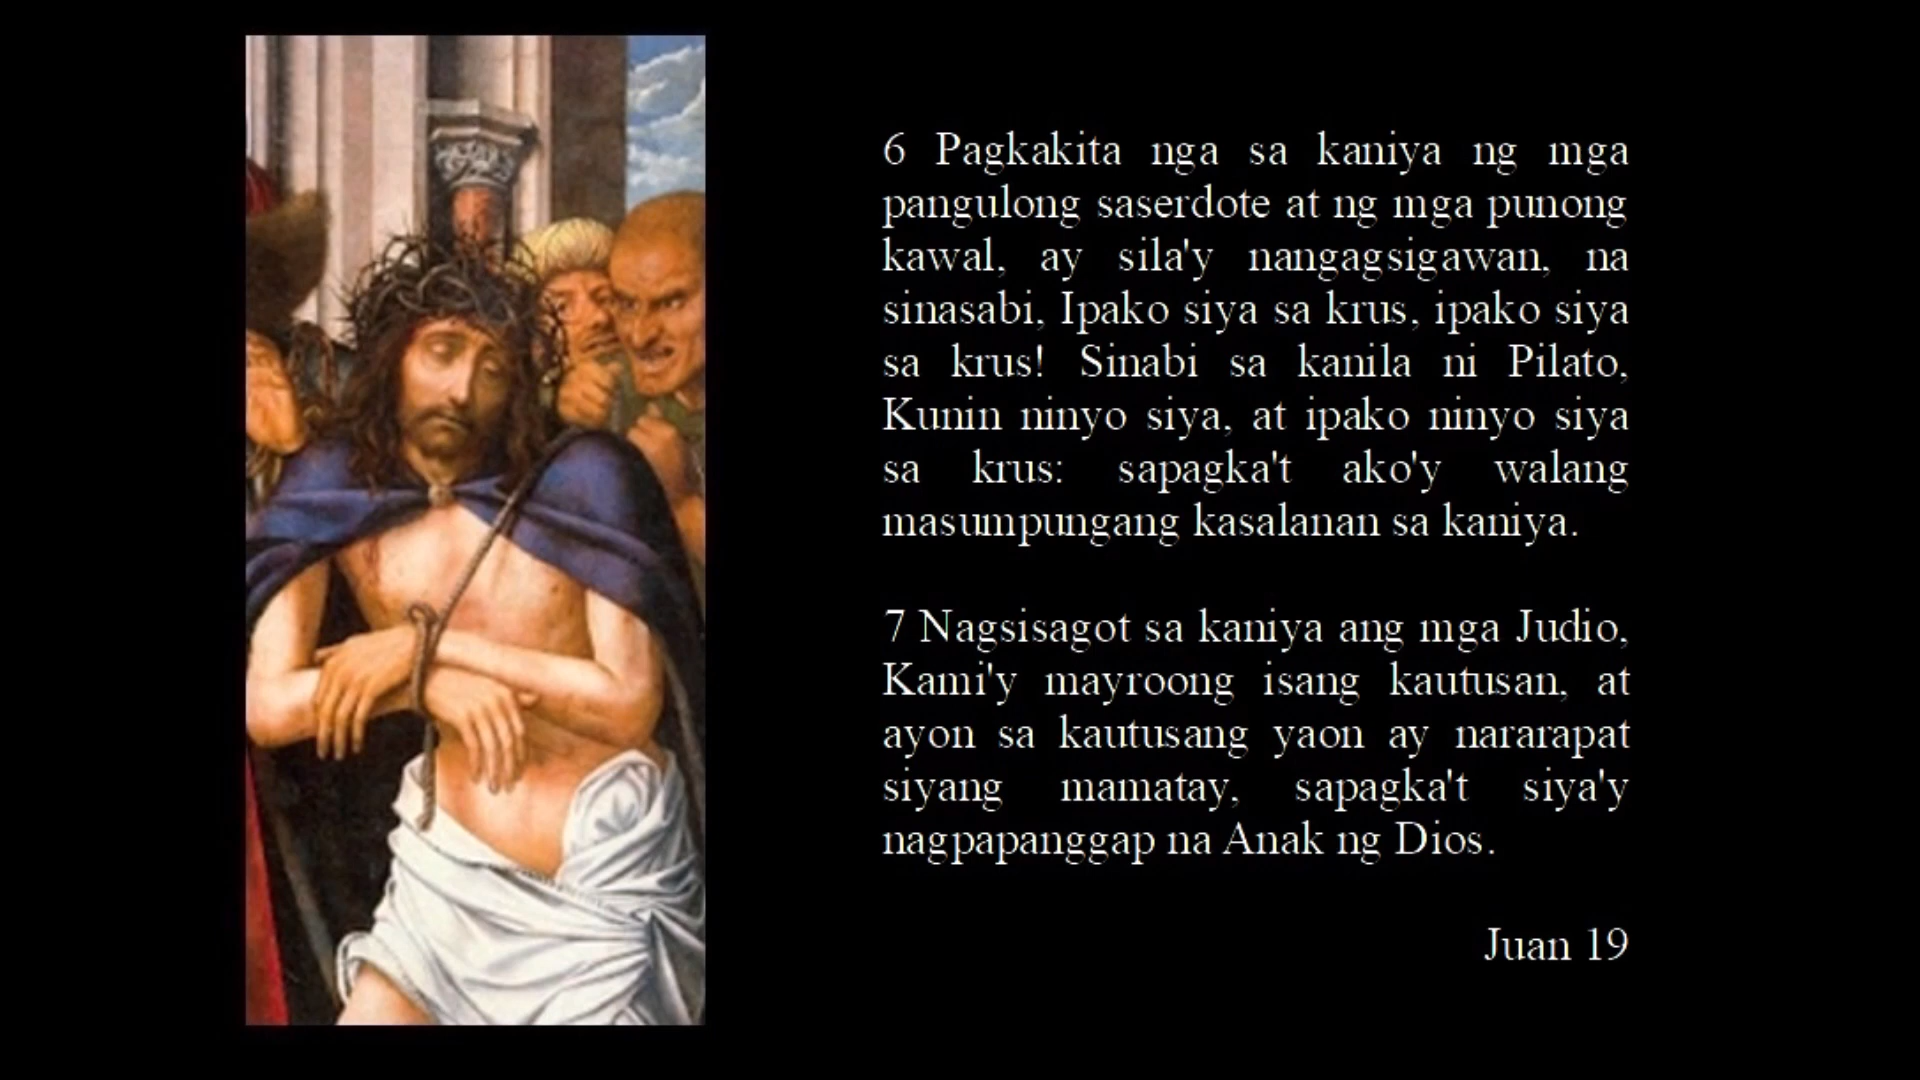 6 Pagkakita nga sa kaniya ng mga
pangulong saserdote at ng mga punong
kawal, ay sila'y nangagsigawan, na
sinasabi, Ipako siya sa krus, ipako siya
sa krus! Sinabi sa kanila ni Pilato,
Kunin ninyo siya, at ipako ninyo siya
sa krus: sapagka't ako'y walang
masumpungang kasalanan sa kaniya.
7 Nagsisagot sa kaniya ang mga Judio,
Kami'y mayroong isang kautusan, at
ayon sa kautusang yaon ay nararapat
siyang mamatay, sapagka't siya'y
nagpapanggap na Anak ng Dios.
Juan 19